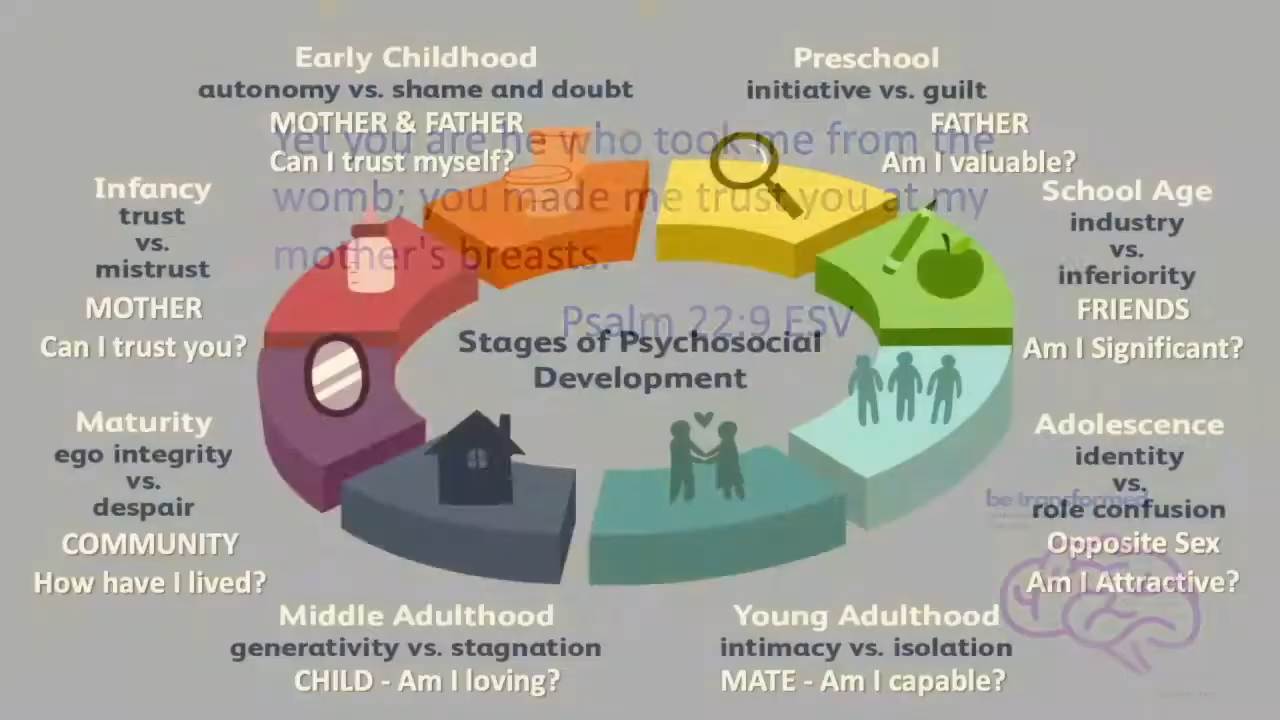 Early Childhood
autonomy vs. shame and doubt
MOTHER & FATHER
Can I trust myself?
Preschool
initiative vs. guilt
FATHER
Am I valuable?
Yet you are he who took me from the
womb; you made me trust you at my
mother's breasts.
Psalm 22:9 ESV
Infancy
trust
vs.
mistrust
MOTHER
Can I trust you?
School Age
industry
vs.
inferiority
FRIENDS
Am I Significant?
Stages of Psychosocial
Development
Maturity
ego integrity
vs.
despair
COMMUNITY
How have I lived?
Adolescence
identity
vs.
role confusion
Opposite Sex
Am I Attractive?
be transformed
Middle Adulthood
generativity vs. stagnation
CHILD - Am I loving?
Young Adulthood
intimacy vs. isolation
MATE - Am I capable?